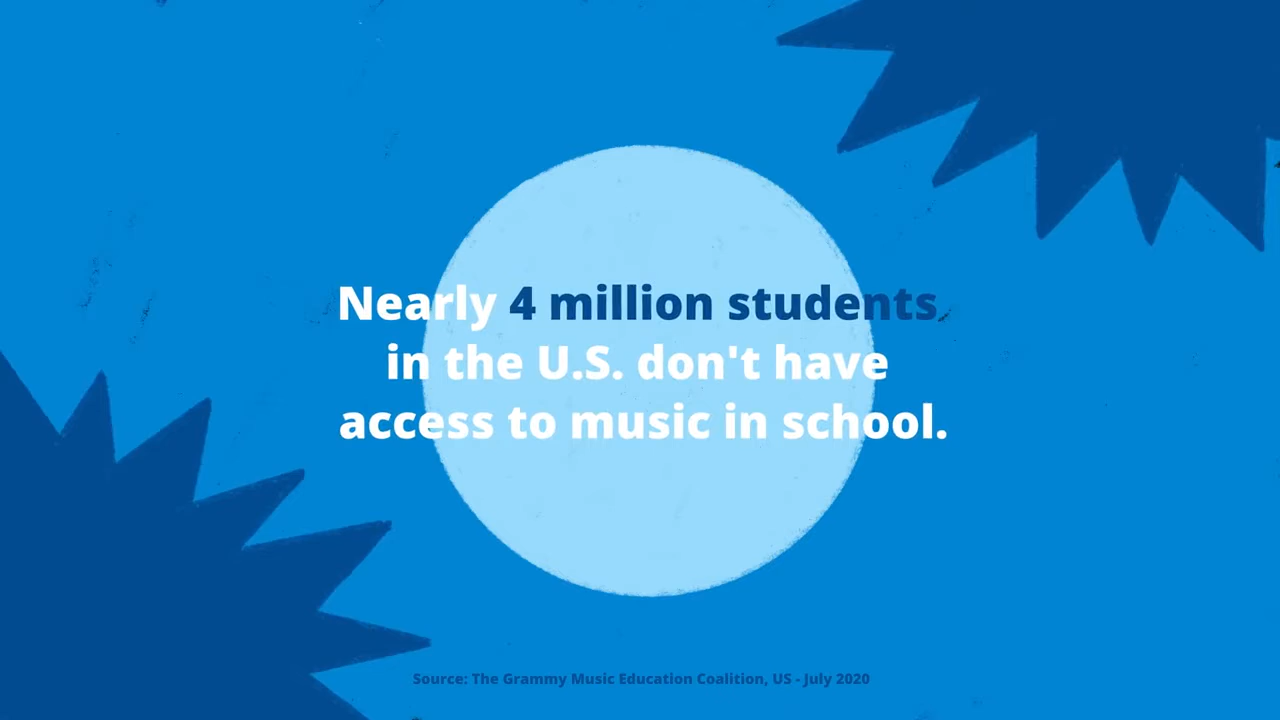 Nearly 4 million students
in the U.S. don't have
access to music in school.
Source: The Grammy Music Education Coalition, US - July 2020